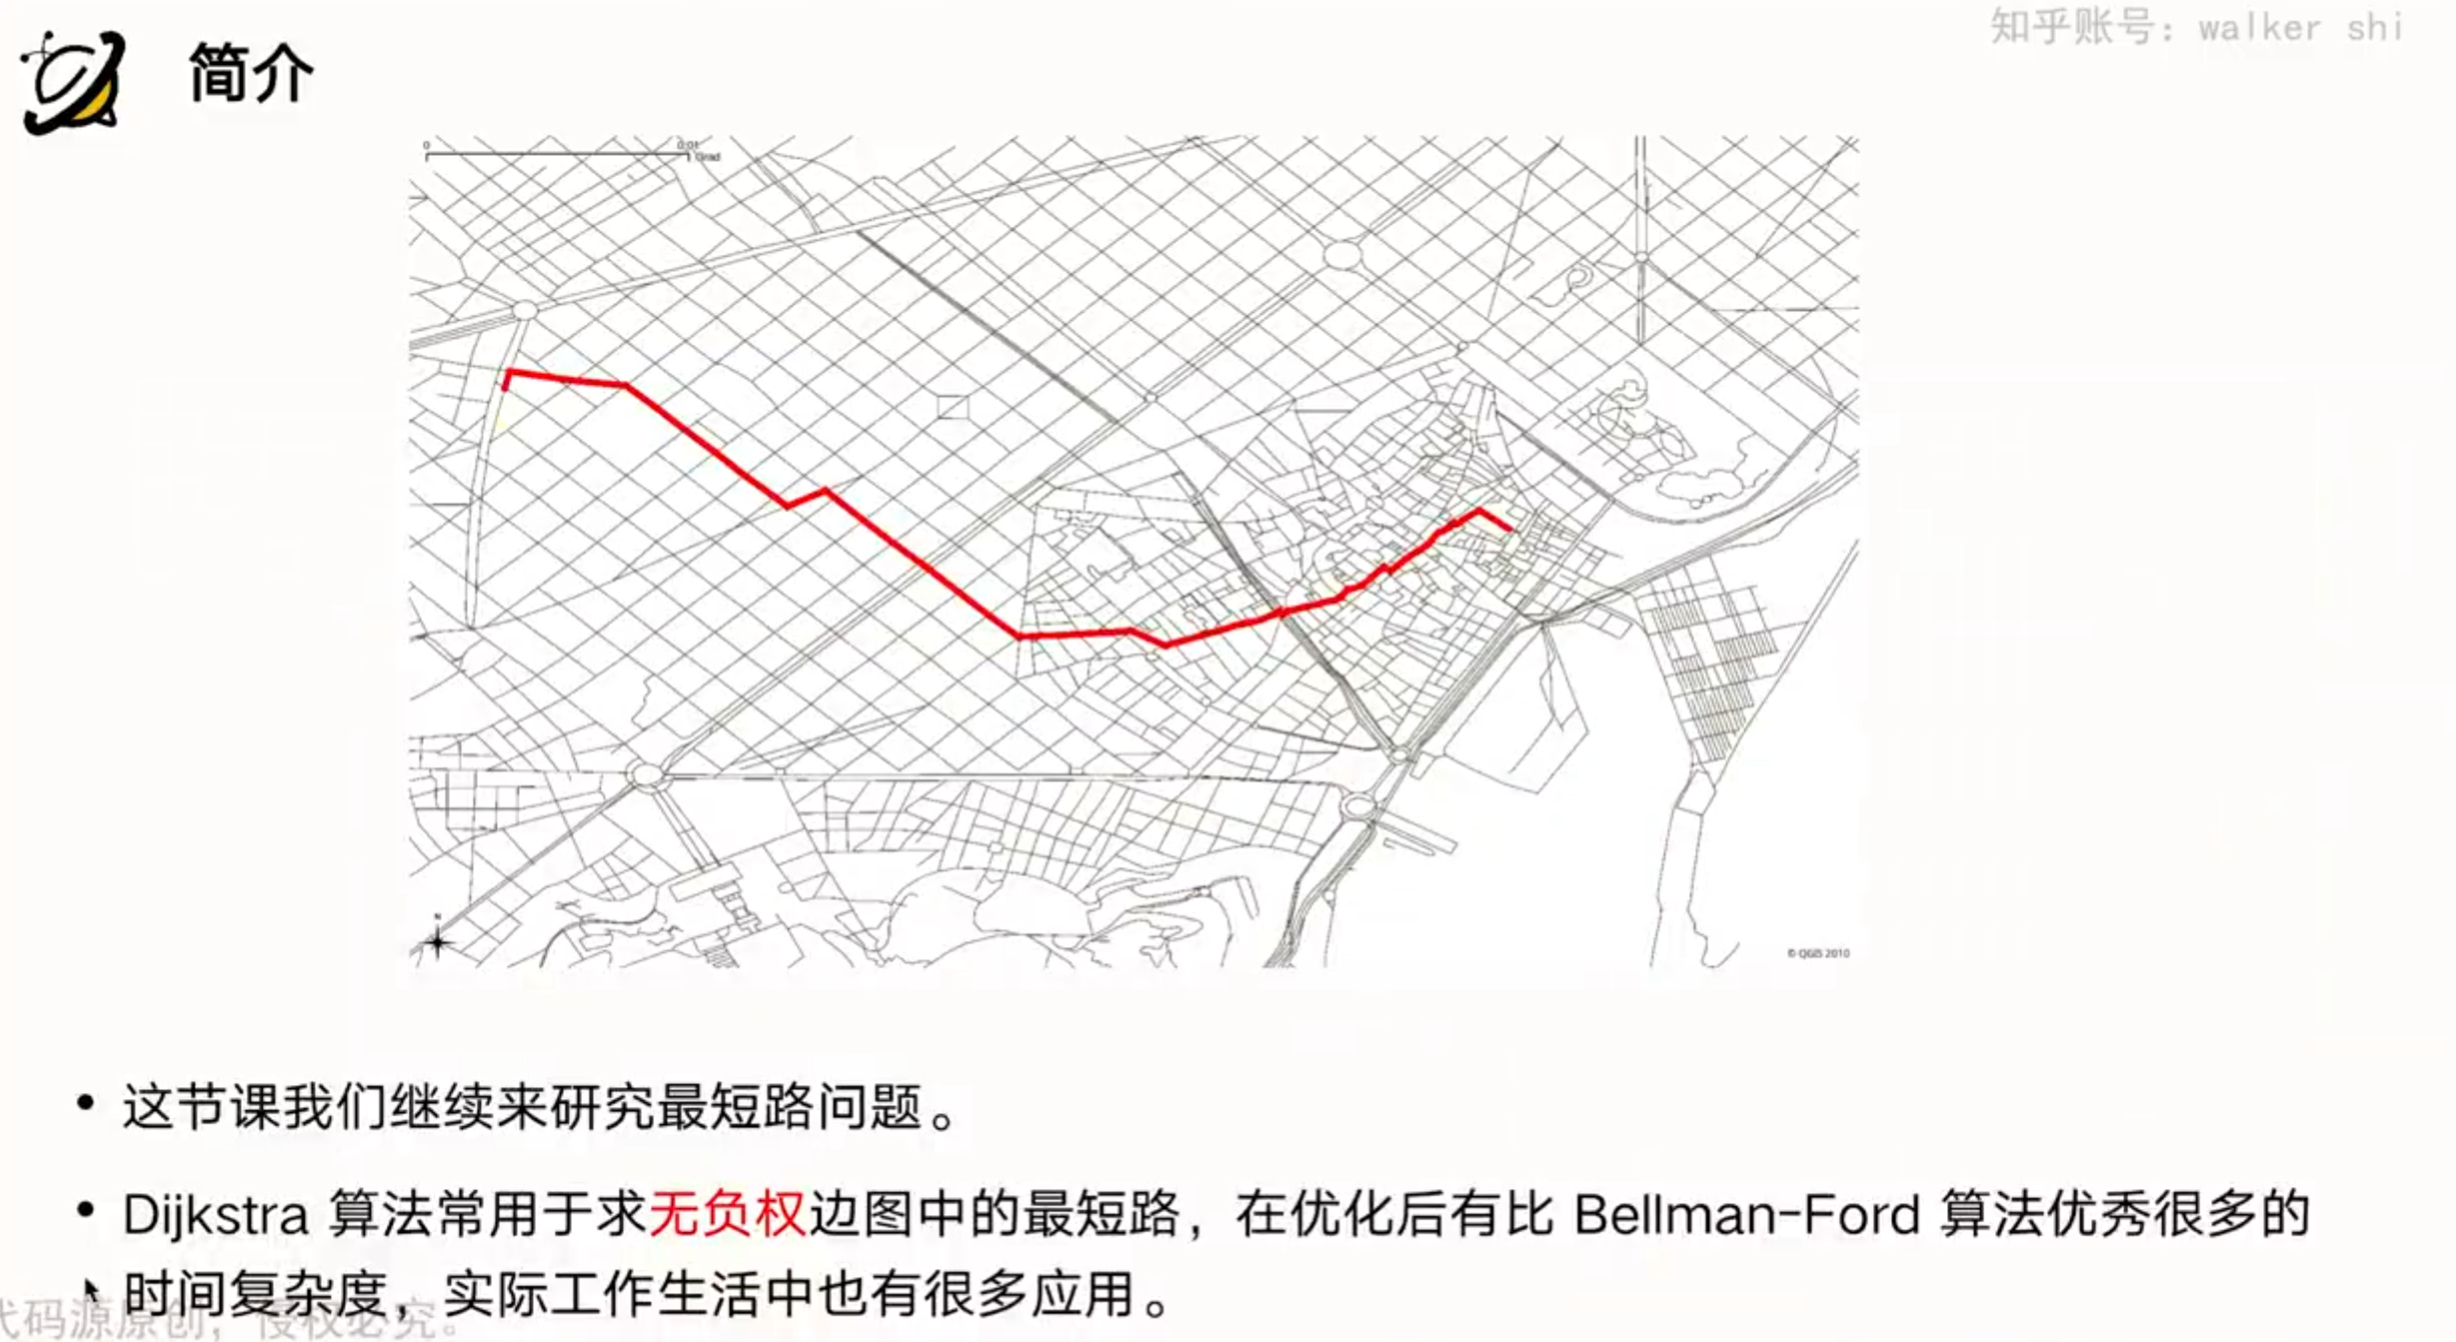 知乎账号：walker shi
简介
0 0.01
Grad
N
© QGIS 2010
• 这节课我们继续来研究最短路问题。
• Dijkstra 算法常用于求无负权边图中的最短路，在优化后有比 Bellman-Ford 算法优秀很多的
时间复杂度，实际工作生活中也有很多应用。
代码源原创，侵权必究。